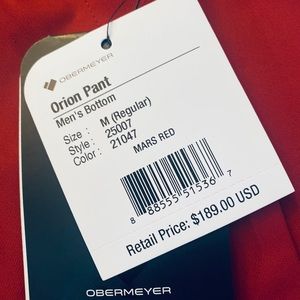 OBERMEYER
Orion Pant
Men's Bottom
Size : M (Regular)
Style : 25007
Color : 21047
MARS RED
8 88555 51536 7
Retail Price: $189.00 USD
OBERMEYER